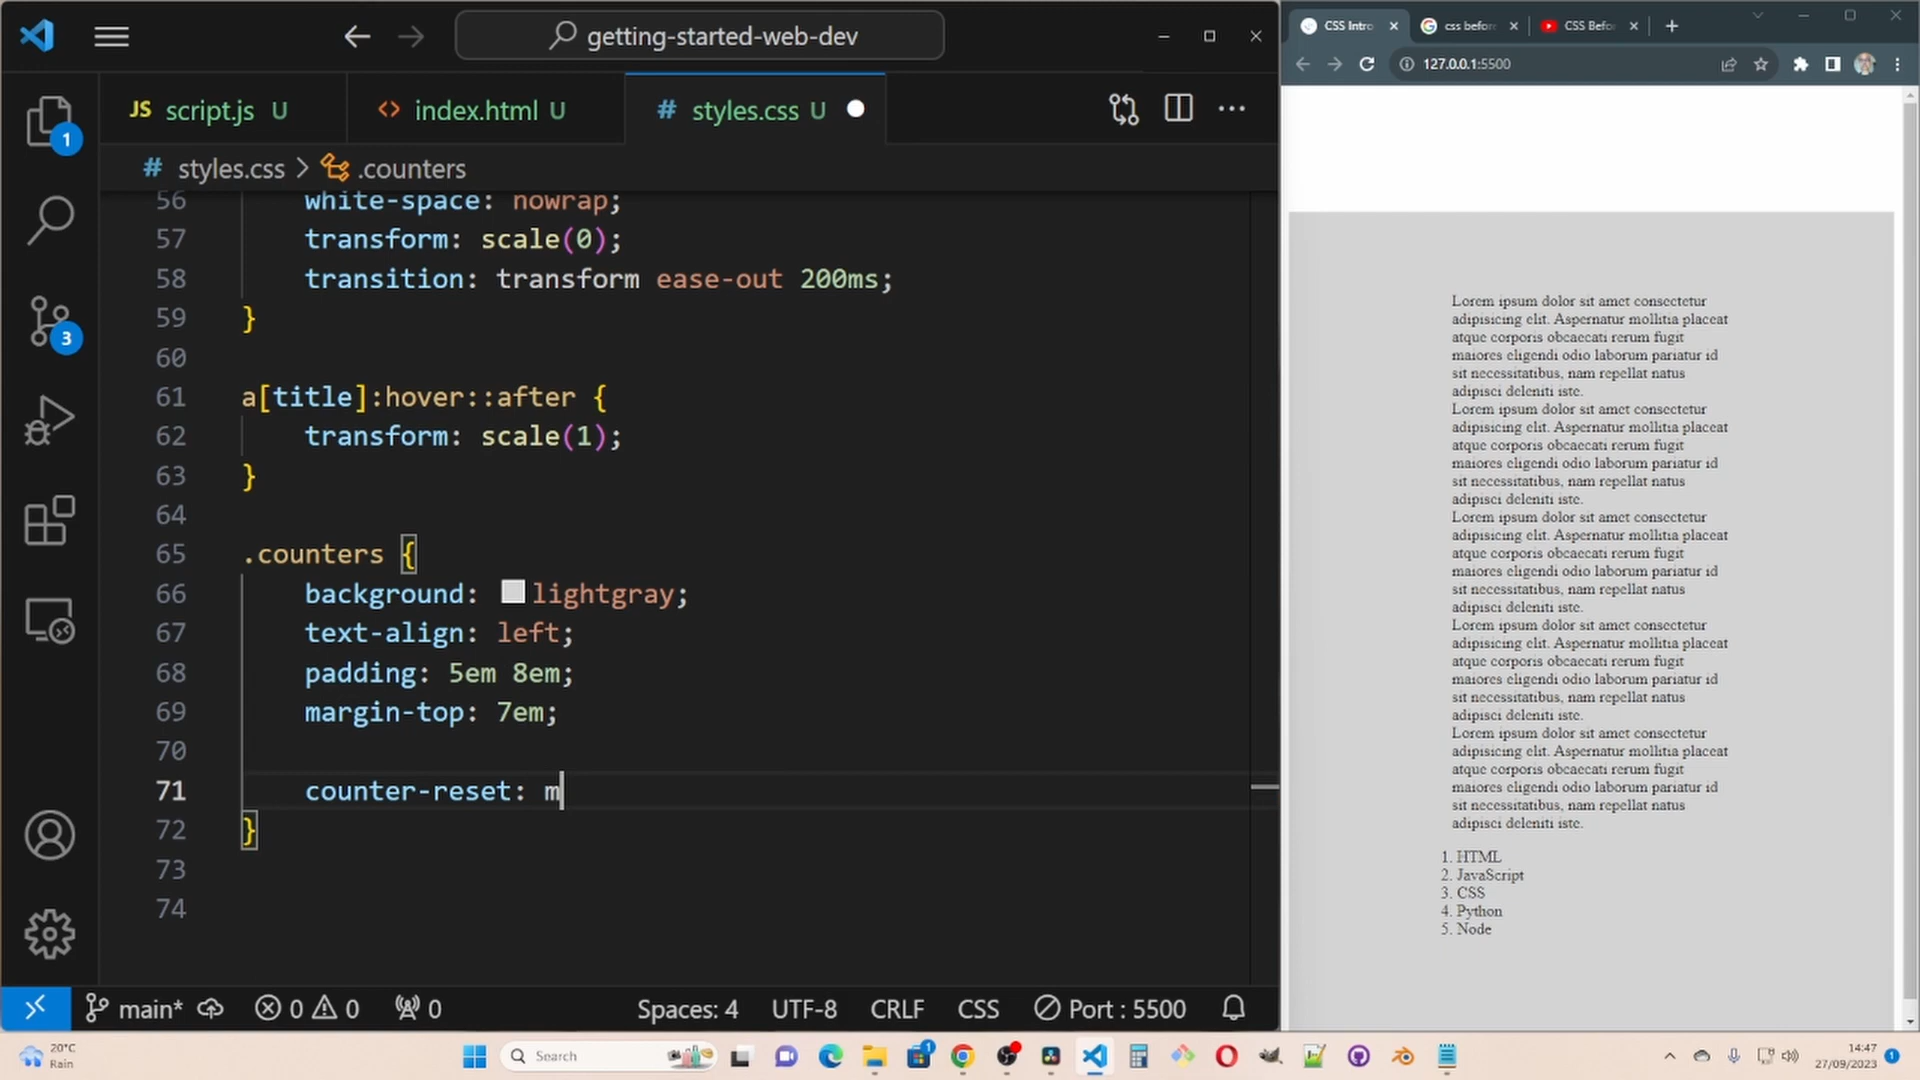 getting-started-web-dev
JS script.js U
<> index.html U
# styles.css U
# styles.css > .counters
56 white-space: nowrap;
57 transform: scale(0);
58 transition: transform ease-out 200ms;
59 }
60
61 a[title]:hover::after {
62 transform: scale(1);
63 }
64
65 .counters {
66 background: lightgray;
67 text-align: left;
68 padding: 5em 8em;
69 margin-top: 7em;
70
71 counter-reset: m
72 }
73
74
1
3
main* 0 0 0 Spaces: 4 UTF-8 CRLF CSS Port : 5500
CSS Intro
css before
CSS Befo
127.0.0.1:5500
Lorem ipsum dolor sit amet consectetur
adipisicing elit. Aspernatur mollitia placeat
atque corporis obcaecati rerum fugit
maiores eligendi odio laborum pariatur id
sit necessitatibus, nam repellat natus
adipisci deleniti iste.
Lorem ipsum dolor sit amet consectetur
adipisicing elit. Aspernatur mollitia placeat
atque corporis obcaecati rerum fugit
maiores eligendi odio laborum pariatur id
sit necessitatibus, nam repellat natus
adipisci deleniti iste.
Lorem ipsum dolor sit amet consectetur
adipisicing elit. Aspernatur mollitia placeat
atque corporis obcaecati rerum fugit
maiores eligendi odio laborum pariatur id
sit necessitatibus, nam repellat natus
adipisci deleniti iste.
Lorem ipsum dolor sit amet consectetur
adipisicing elit. Aspernatur mollitia placeat
atque corporis obcaecati rerum fugit
maiores eligendi odio laborum pariatur id
sit necessitatibus, nam repellat natus
adipisci deleniti iste.
Lorem ipsum dolor sit amet consectetur
adipisicing elit. Aspernatur mollitia placeat
atque corporis obcaecati rerum fugit
maiores eligendi odio laborum pariatur id
sit necessitatibus, nam repellat natus
adipisci deleniti iste.
1. HTML
2. JavaScript
3. CSS
4. Python
5. Node
20°C
Rain
Search
1
14:47
27/09/2023
1